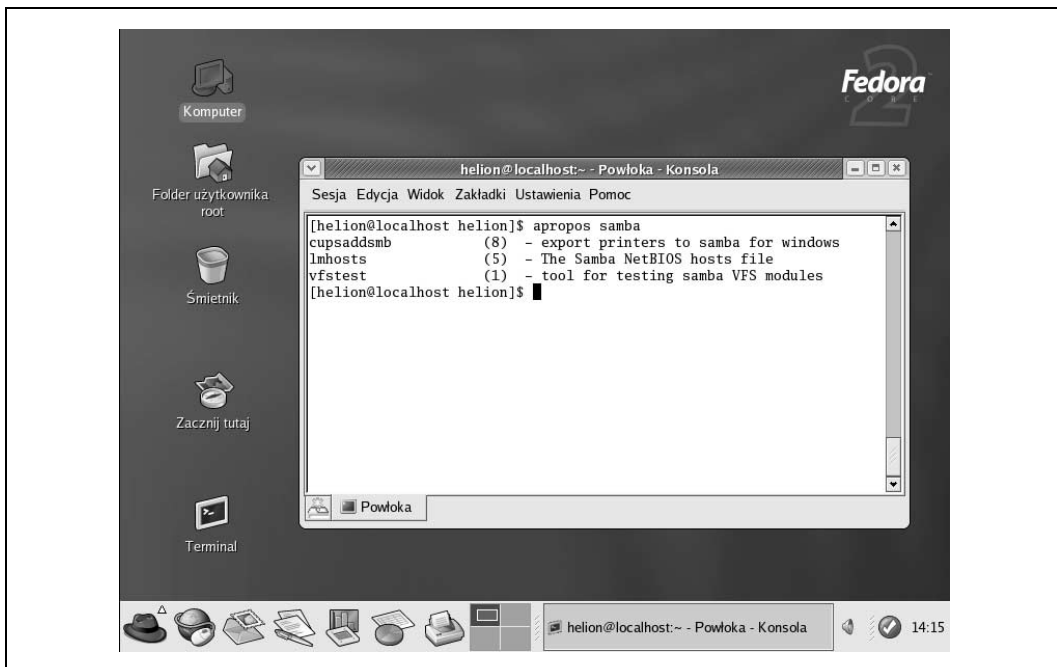 Fedora
CORE
2
Komputer
Folder użytkownika
root
Śmietnik
Zacznij tutaj
Terminal
helion@localhost:~ - Powłoka - Konsola
Sesja Edycja Widok Zakładki Ustawienia Pomoc
[helion@localhost helion]$ apropos samba
cupsaddsmb (8) - export printers to samba for windows
lmhosts (5) - The Samba NetBIOS hosts file
vfstest (1) - tool for testing samba VFS modules
[helion@localhost helion]$
Powłoka
helion@localhost:~ - Powłoka - Konsola
14:15